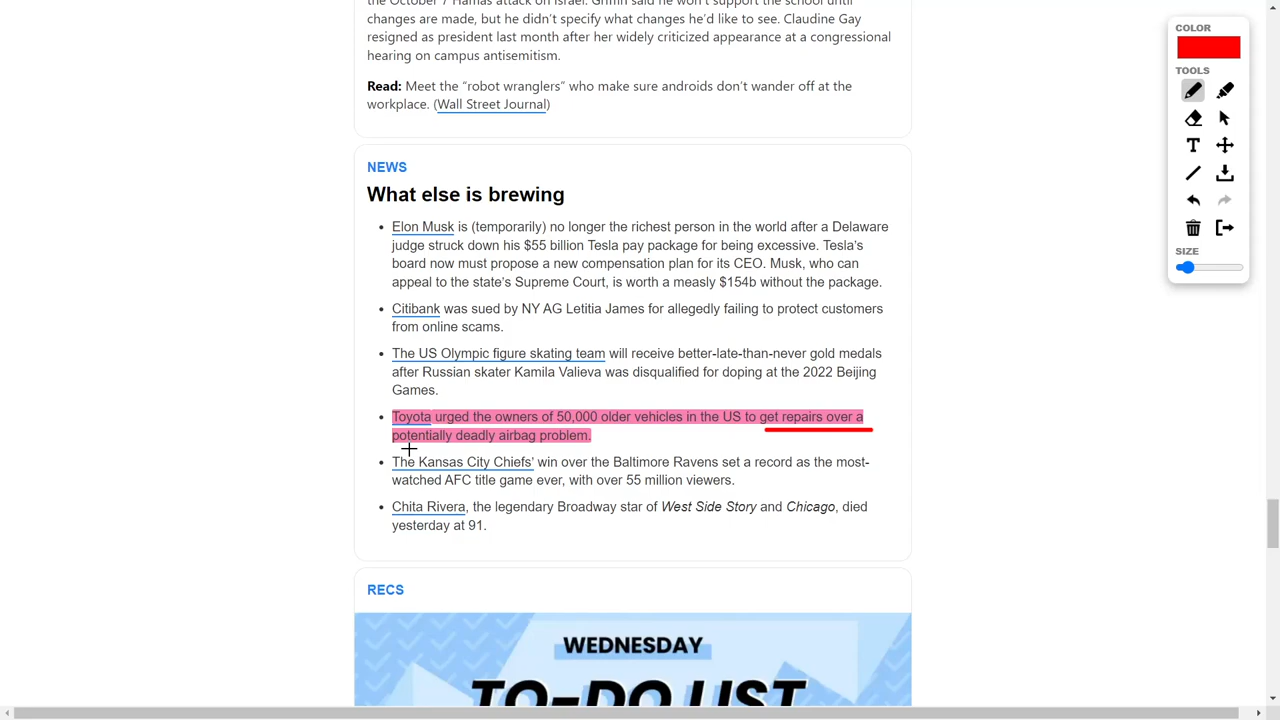 the October 7 Hamas attack on Israel. Griffin said he won't support the school until
changes are made, but he didn't specify what changes he'd like to see. Claudine Gay
resigned as president last month after her widely criticized appearance at a congressional
hearing on campus antisemitism.
Read: Meet the “robot wranglers” who make sure androids don't wander off at the
workplace. (Wall Street Journal)
NEWS
What else is brewing
• Elon Musk is (temporarily) no longer the richest person in the world after a Delaware
judge struck down his $55 billion Tesla pay package for being excessive. Tesla's
board now must propose a new compensation plan for its CEO. Musk, who can
appeal to the state's Supreme Court, is worth a measly $154b without the package.
• Citibank was sued by NY AG Letitia James for allegedly failing to protect customers
from online scams.
• The US Olympic figure skating team will receive better-late-than-never gold medals
after Russian skater Kamila Valieva was disqualified for doping at the 2022 Beijing
Games.
• Toyota urged the owners of 50,000 older vehicles in the US to get repairs over a
potentially deadly airbag problem.
• The Kansas City Chiefs' win over the Baltimore Ravens set a record as the most-
watched AFC title game ever, with over 55 million viewers.
• Chita Rivera, the legendary Broadway star of West Side Story and Chicago, died
yesterday at 91.
RECS
WEDNESDAY
TO-DO LIST
COLOR
TOOLS
T
SIZE